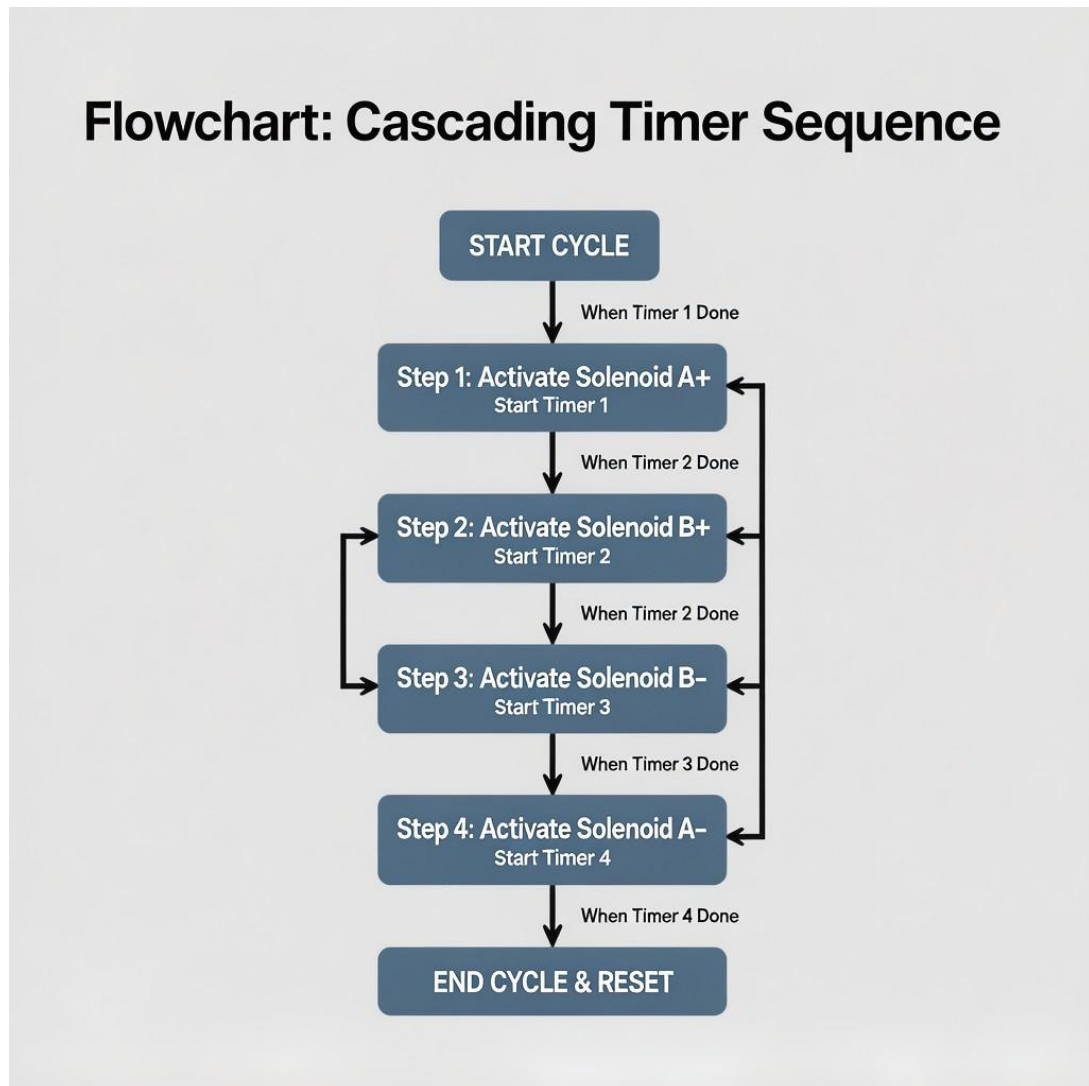 Flowchart: Cascading Timer Sequence
START CYCLE
When Timer 1 Done
Step 1: Activate Solenoid A+
Start Timer 1
When Timer 2 Done
Step 2: Activate Solenoid B+
Start Timer 2
When Timer 2 Done
Step 3: Activate Solenoid B–
Start Timer 3
When Timer 3 Done
Step 4: Activate Solenoid A–
Start Timer 4
When Timer 4 Done
END CYCLE & RESET